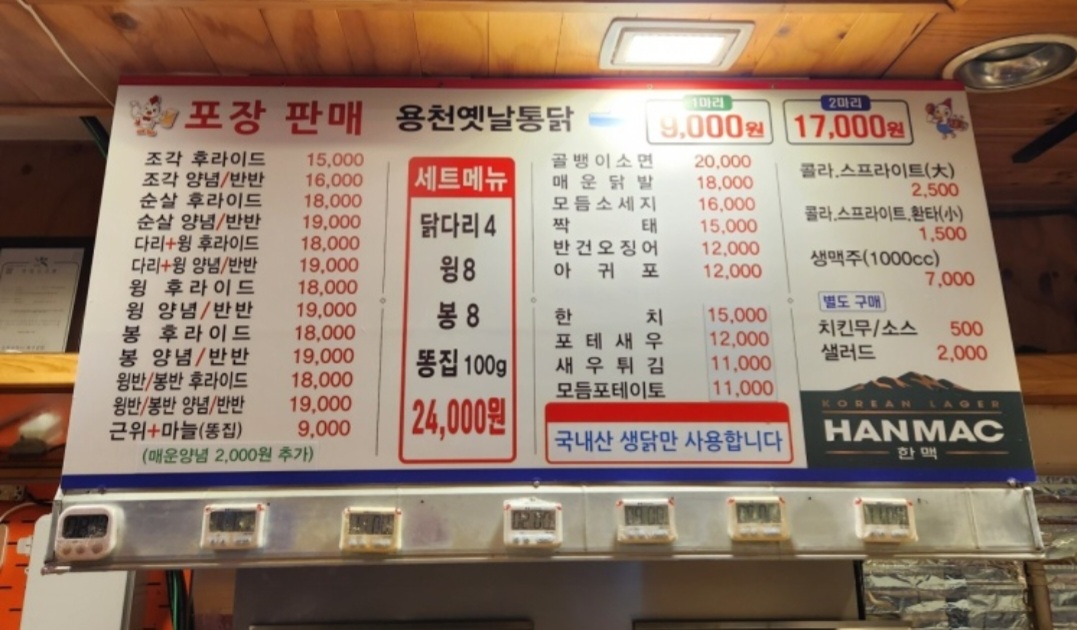 포장 판매
용천옛날통닭
1마리
9,000원
2마리
17,000원
조각 후라이드 15,000
조각 양념/반반 16,000
순살 후라이드 18,000
순살 양념/반반 19,000
다리+윙 후라이드 18,000
다리+윙 양념/반반 19,000
윙 후라이드 18,000
윙 양념/반반 19,000
봉 후라이드 18,000
봉 양념/반반 19,000
윙반/봉반 후라이드 18,000
윙반/봉반 양념/반반 19,000
근위+마늘(똥집) 9,000
(매운양념 2,000원 추가)
세트메뉴
닭다리 4
윙 8
봉 8
똥집 100g
24,000원
골뱅이소면 20,000
매운닭발 18,000
모듬소세지 16,000
짝태 15,000
반건오징어 12,000
아귀포 12,000
한치 15,000
포테새우 12,000
새우튀김 11,000
모듬포테이토 11,000
국내산 생닭만 사용합니다
콜라.스프라이트(大)
2,500
콜라.스프라이트.환타(小)
1,500
생맥주(1000cc)
7,000
별도 구매
치킨무/소스 500
샐러드 2,000
KOREAN LAGER
HANMAC
한맥